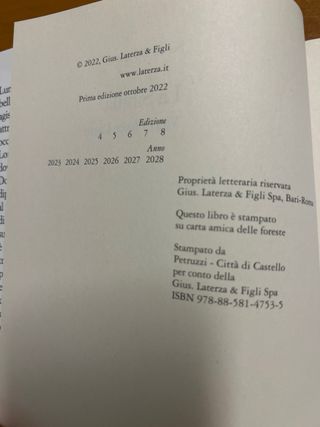 © 2022, Gius. Laterza & Figli
www.laterza.it
Prima edizione ottobre 2022
Edizione
4 5 6 7 8
Anno
2023 2024 2025 2026 2027 2028
Proprietà letteraria riservata
Gius. Laterza & Figli Spa, Bari-Roma
Questo libro è stampato
su carta amica delle foreste
Stampato da
Petruzzi - Città di Castello
per conto della
Gius. Laterza & Figli Spa
ISBN 978-88-581-4753-5